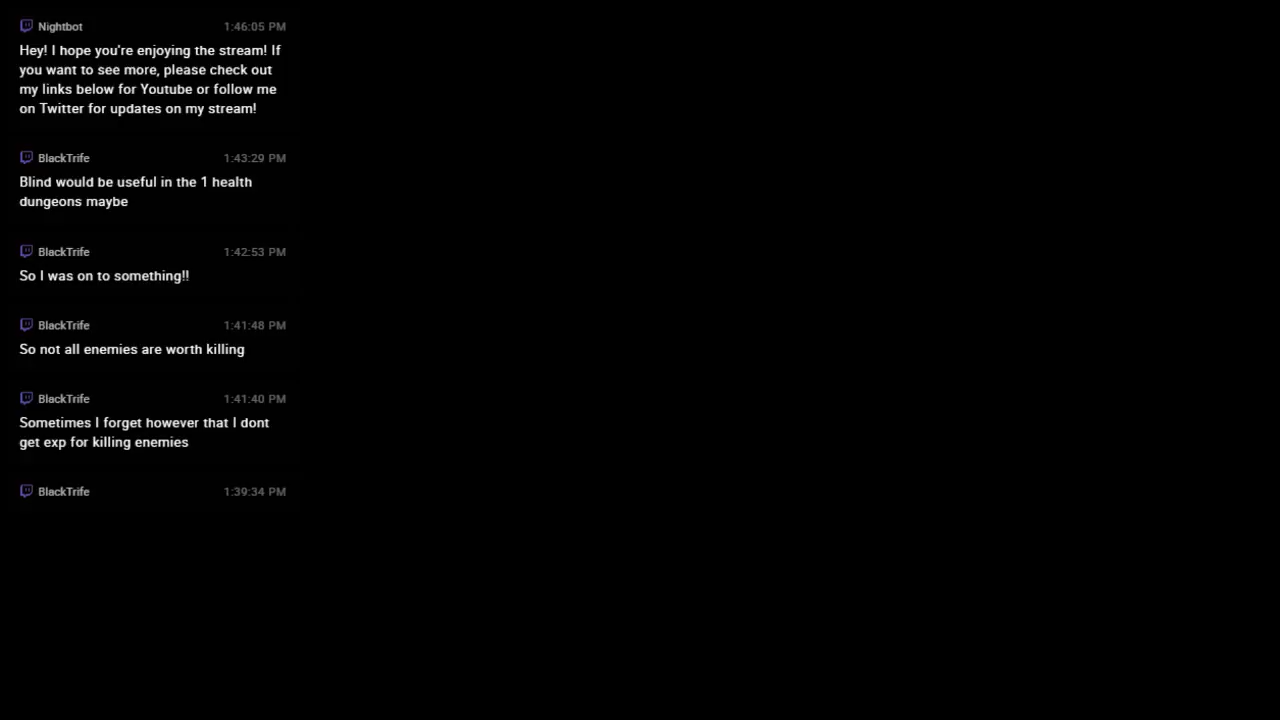 Nightbot 1:46:05 PM
Hey! I hope you're enjoying the stream! If
you want to see more, please check out
my links below for Youtube or follow me
on Twitter for updates on my stream!
BlackTrife 1:43:29 PM
Blind would be useful in the 1 health
dungeons maybe
BlackTrife 1:42:53 PM
So I was on to something!!
BlackTrife 1:41:48 PM
So not all enemies are worth killing
BlackTrife 1:41:40 PM
Sometimes I forget however that I dont
get exp for killing enemies
BlackTrife 1:39:34 PM